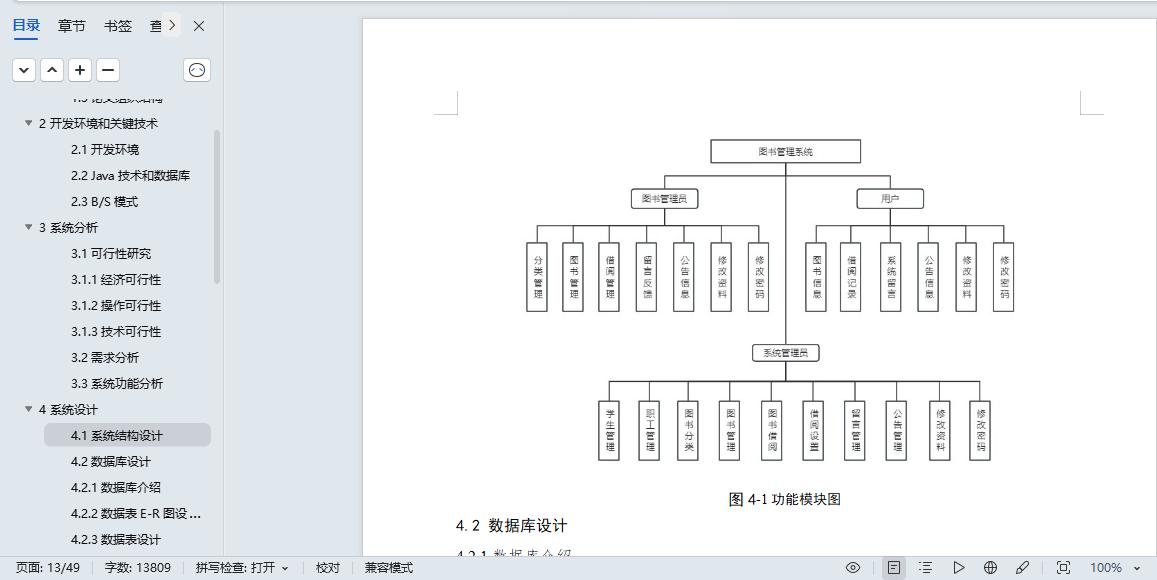 目录 章节 书签 查
2 开发环境和关键技术
2.1 开发环境
2.2 Java 技术和数据库
2.3 B/S 模式
3 系统分析
3.1 可行性研究
3.1.1 经济可行性
3.1.2 操作可行性
3.1.3 技术可行性
3.2 需求分析
3.3 系统功能分析
4 系统设计
4.1 系统结构设计
4.2 数据库设计
4.2.1 数据库介绍
4.2.2 数据表 E-R 图设 ...
4.2.3 数据表设计
图书管理系统
图书管理员
用户
分类管理
图书管理
借阅管理
留言反馈
公告信息
修改资料
修改密码
图书信息
借阅记录
系统留言
公告信息
修改资料
修改密码
系统管理员
学生管理
职工管理
图书分类
图书管理
图书借阅
借阅设置
留言管理
公告管理
修改资料
修改密码
图 4-1 功能模块图
4.2 数据库设计
4.2.1 数据库介绍
页面: 13/49 字数: 13809 拼写检查: 打开 校对 兼容模式 100%